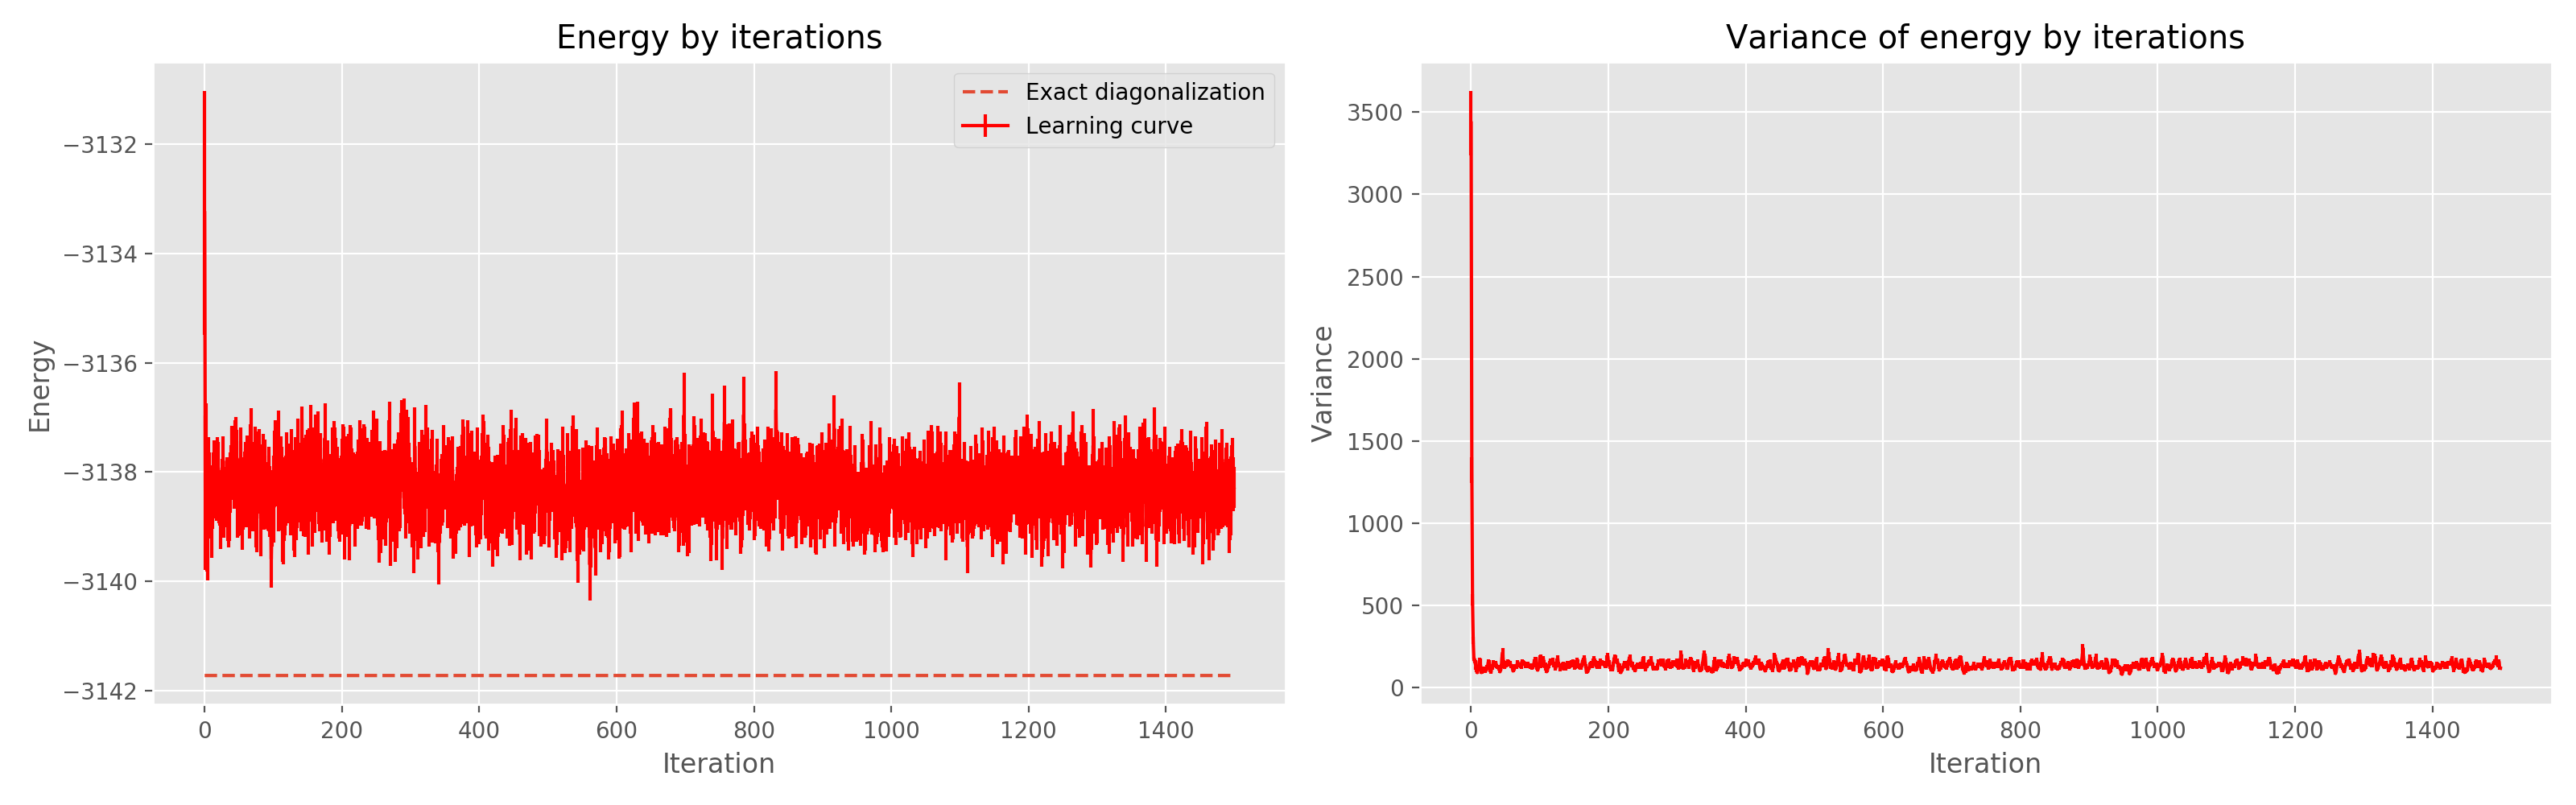 Energy by iterations
Exact diagonalization
Learning curve
−3132
−3134
−3136
−3138
−3140
−3142
Energy
0 200 400 600 800 1000 1200 1400
Iteration
Variance of energy by iterations
3500
3000
2500
2000
1500
1000
500
0
Variance
0 200 400 600 800 1000 1200 1400
Iteration